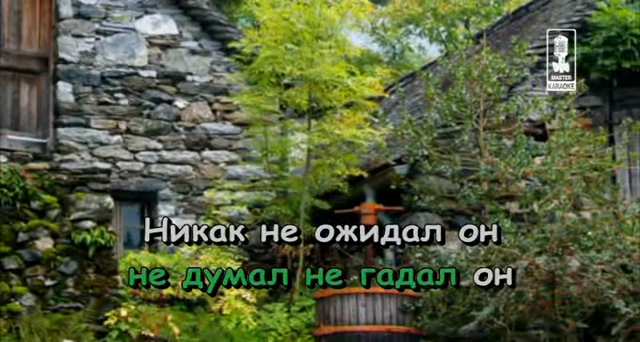 MASTER
KARAOKE
Никак не ожидал он
не думал не гадал он